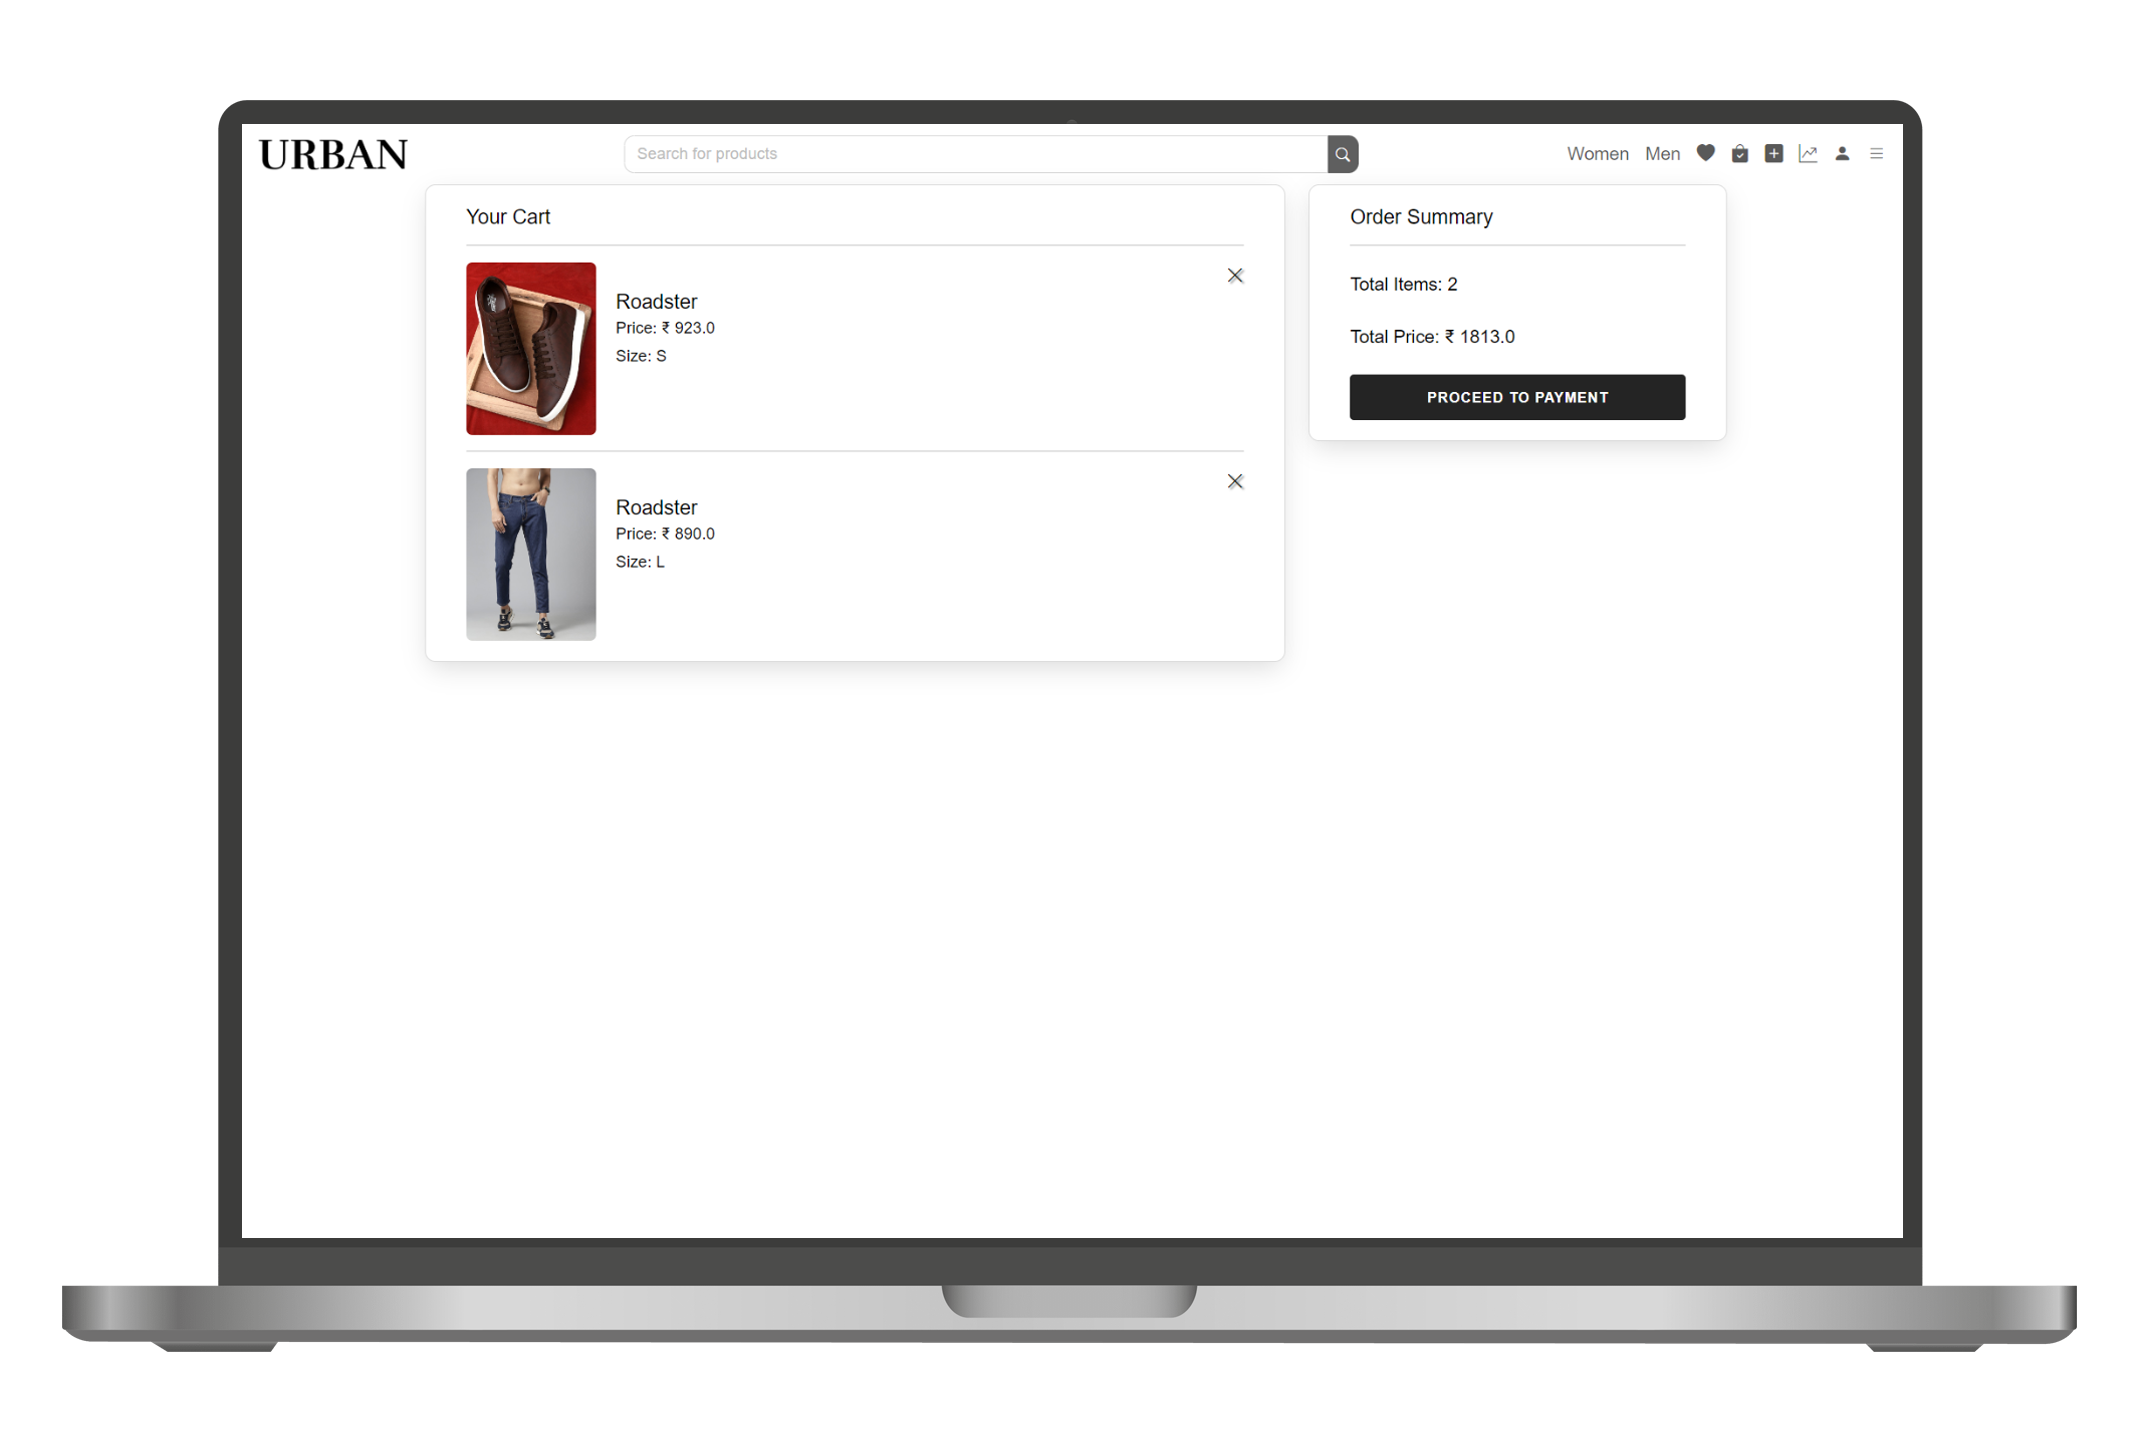 URBAN
Search for products
Women Men
Your Cart
Roadster
Price: ₹ 923.0
Size: S
Roadster
Price: ₹ 890.0
Size: L
Order Summary
Total Items: 2
Total Price: ₹ 1813.0
PROCEED TO PAYMENT